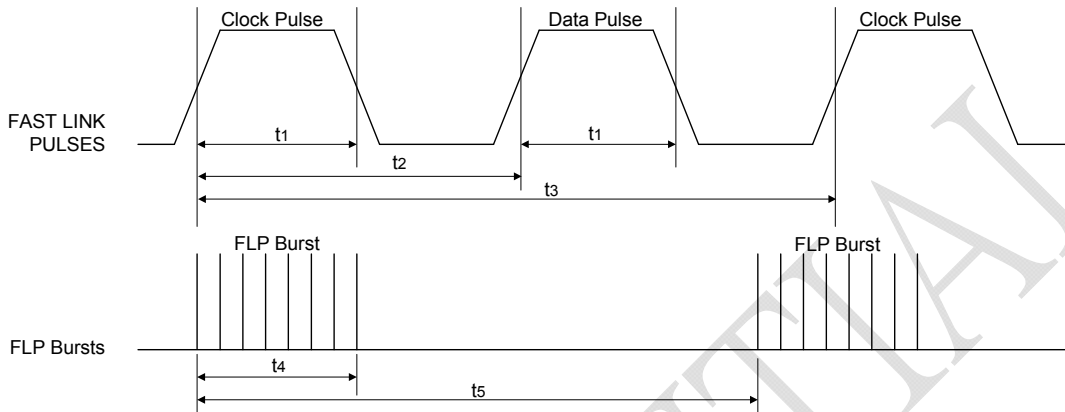 Clock Pulse Data Pulse Clock Pulse
FAST LINK
PULSES
t1 t1
t2
t3
FLP Burst FLP Burst
FLP Bursts
t4
t5